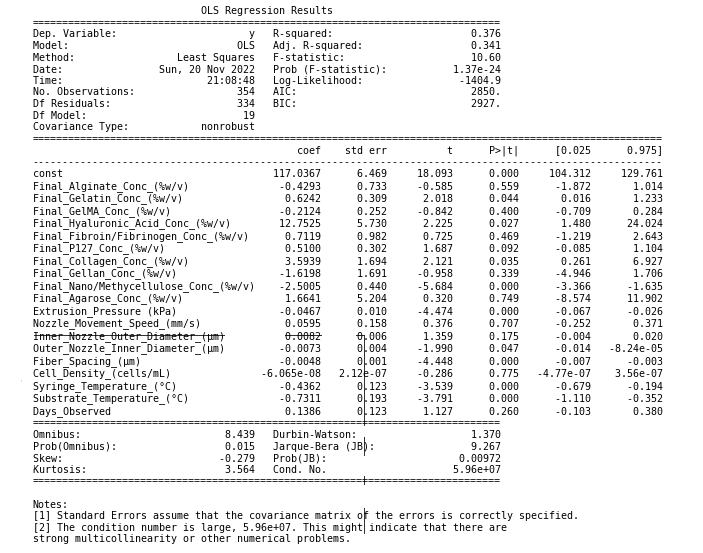 OLS Regression Results
==============================================================================
Dep. Variable: y R-squared: 0.376
Model: OLS Adj. R-squared: 0.341
Method: Least Squares F-statistic: 10.60
Date: Sun, 20 Nov 2022 Prob (F-statistic): 1.37e-24
Time: 21:08:48 Log-Likelihood: -1404.9
No. Observations: 354 AIC: 2850.
Df Residuals: 334 BIC: 2927.
Df Model: 19
Covariance Type: nonrobust
=========================================================================================================
coef std err t P>|t| [0.025 0.975]
---------------------------------------------------------------------------------------------------------
const 117.0367 6.469 18.093 0.000 104.312 129.761
Final_Alginate_Conc_(%w/v) -0.4293 0.733 -0.585 0.559 -1.872 1.014
Final_Gelatin_Conc_(%w/v) 0.6242 0.309 2.018 0.044 0.016 1.233
Final_GelMA_Conc_(%w/v) -0.2124 0.252 -0.842 0.400 -0.709 0.284
Final_Hyaluronic_Acid_Conc_(%w/v) 12.7525 5.730 2.225 0.027 1.480 24.024
Final_Fibroin/Fibrinogen_Conc_(%w/v) 0.7119 0.982 0.725 0.469 -1.219 2.643
Final_P127_Conc_(%w/v) 0.5100 0.302 1.687 0.092 -0.085 1.104
Final_Collagen_Conc_(%w/v) 3.5939 1.694 2.121 0.035 0.261 6.927
Final_Gellan_Conc_(%w/v) -1.6198 1.691 -0.958 0.339 -4.946 1.706
Final_Nano/Methycellulose_Conc_(%w/v) -2.5005 0.440 -5.684 0.000 -3.366 -1.635
Final_Agarose_Conc_(%w/v) 1.6641 5.204 0.320 0.749 -8.574 11.902
Extrusion_Pressure (kPa) -0.0467 0.010 -4.474 0.000 -0.067 -0.026
Nozzle_Movement_Speed_(mm/s) 0.0595 0.158 0.376 0.707 -0.252 0.371
Inner_Nozzle_Outer_Diameter_(μm) 0.0082 0.006 1.359 0.175 -0.004 0.020
Outer_Nozzle_Inner_Diameter_(μm) -0.0073 0.004 -1.990 0.047 -0.014 -8.24e-05
Fiber_Spacing_(μm) -0.0048 0.001 -4.448 0.000 -0.007 -0.003
Cell_Density_(cells/mL) -6.065e-08 2.12e-07 -0.286 0.775 -4.77e-07 3.56e-07
Syringe_Temperature_(°C) -0.4362 0.123 -3.539 0.000 -0.679 -0.194
Substrate_Temperature_(°C) -0.7311 0.193 -3.791 0.000 -1.110 -0.352
Days_Observed 0.1386 0.123 1.127 0.260 -0.103 0.380
==============================================================================
Omnibus: 8.439 Durbin-Watson: 1.370
Prob(Omnibus): 0.015 Jarque-Bera (JB): 9.267
Skew: -0.279 Prob(JB): 0.00972
Kurtosis: 3.564 Cond. No. 5.96e+07
==============================================================================
Notes:
[1] Standard Errors assume that the covariance matrix of the errors is correctly specified.
[2] The condition number is large, 5.96e+07. This might indicate that there are
strong multicollinearity or other numerical problems.